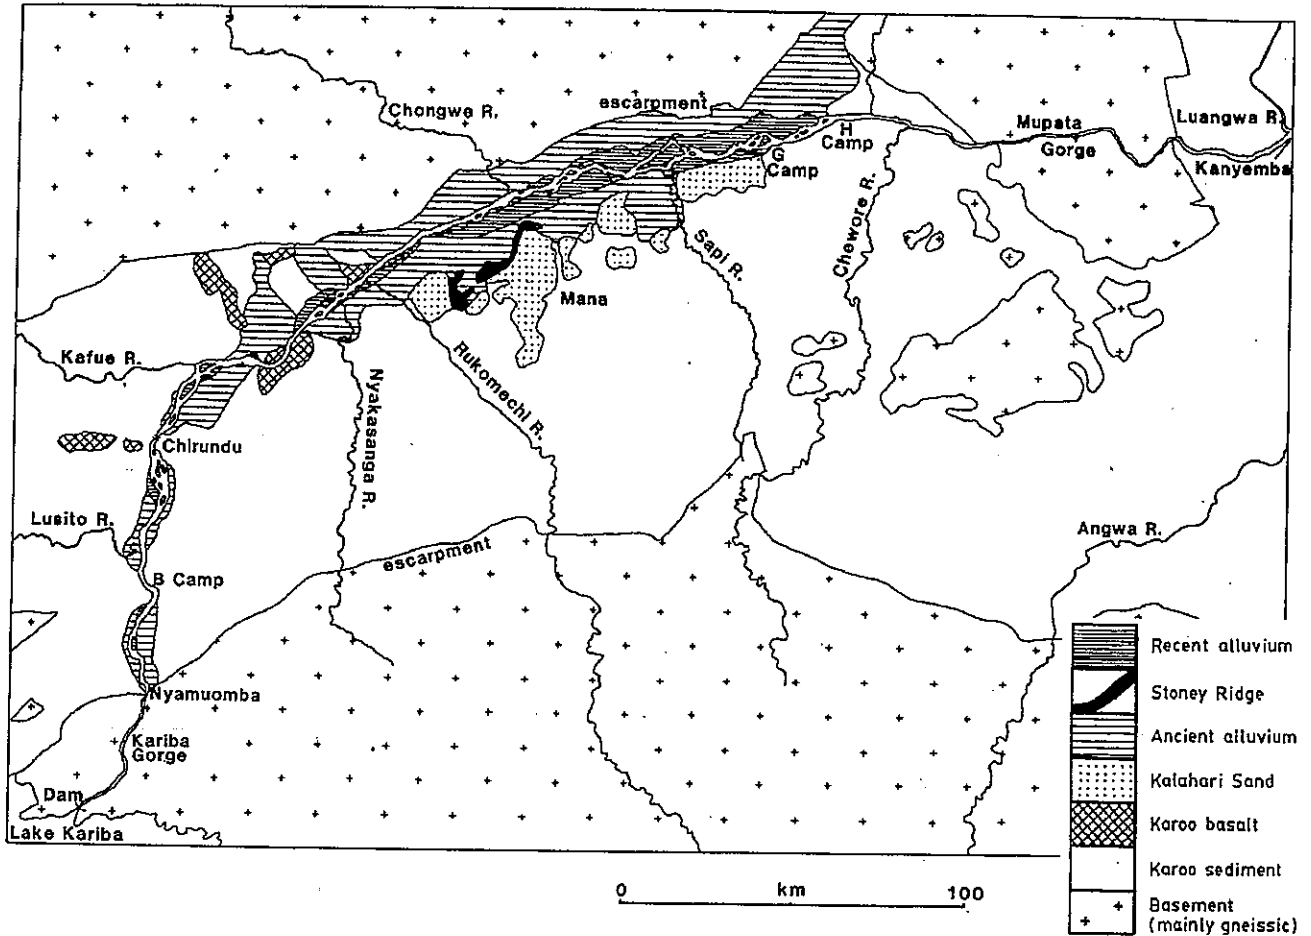 escarpment
Chongwe R.
Luangwa R.
Mupata
Gorge
H
Camp
G
Camp
Kanyemba
Chewore R.
Sapi R.
Mana
Kafue R.
Rukomechi R.
Nyakasanga R.
Chirundu
Lusito R.
Angwa R.
escarpment
B Camp
Nyamuomba
Kariba
Gorge
Dam
Lake Kariba
Recent alluvium
Stoney Ridge
Ancient alluvium
Kalahari Sand
Karoo basalt
Karoo sediment
Basement
(mainly gneissic)
0 km 100